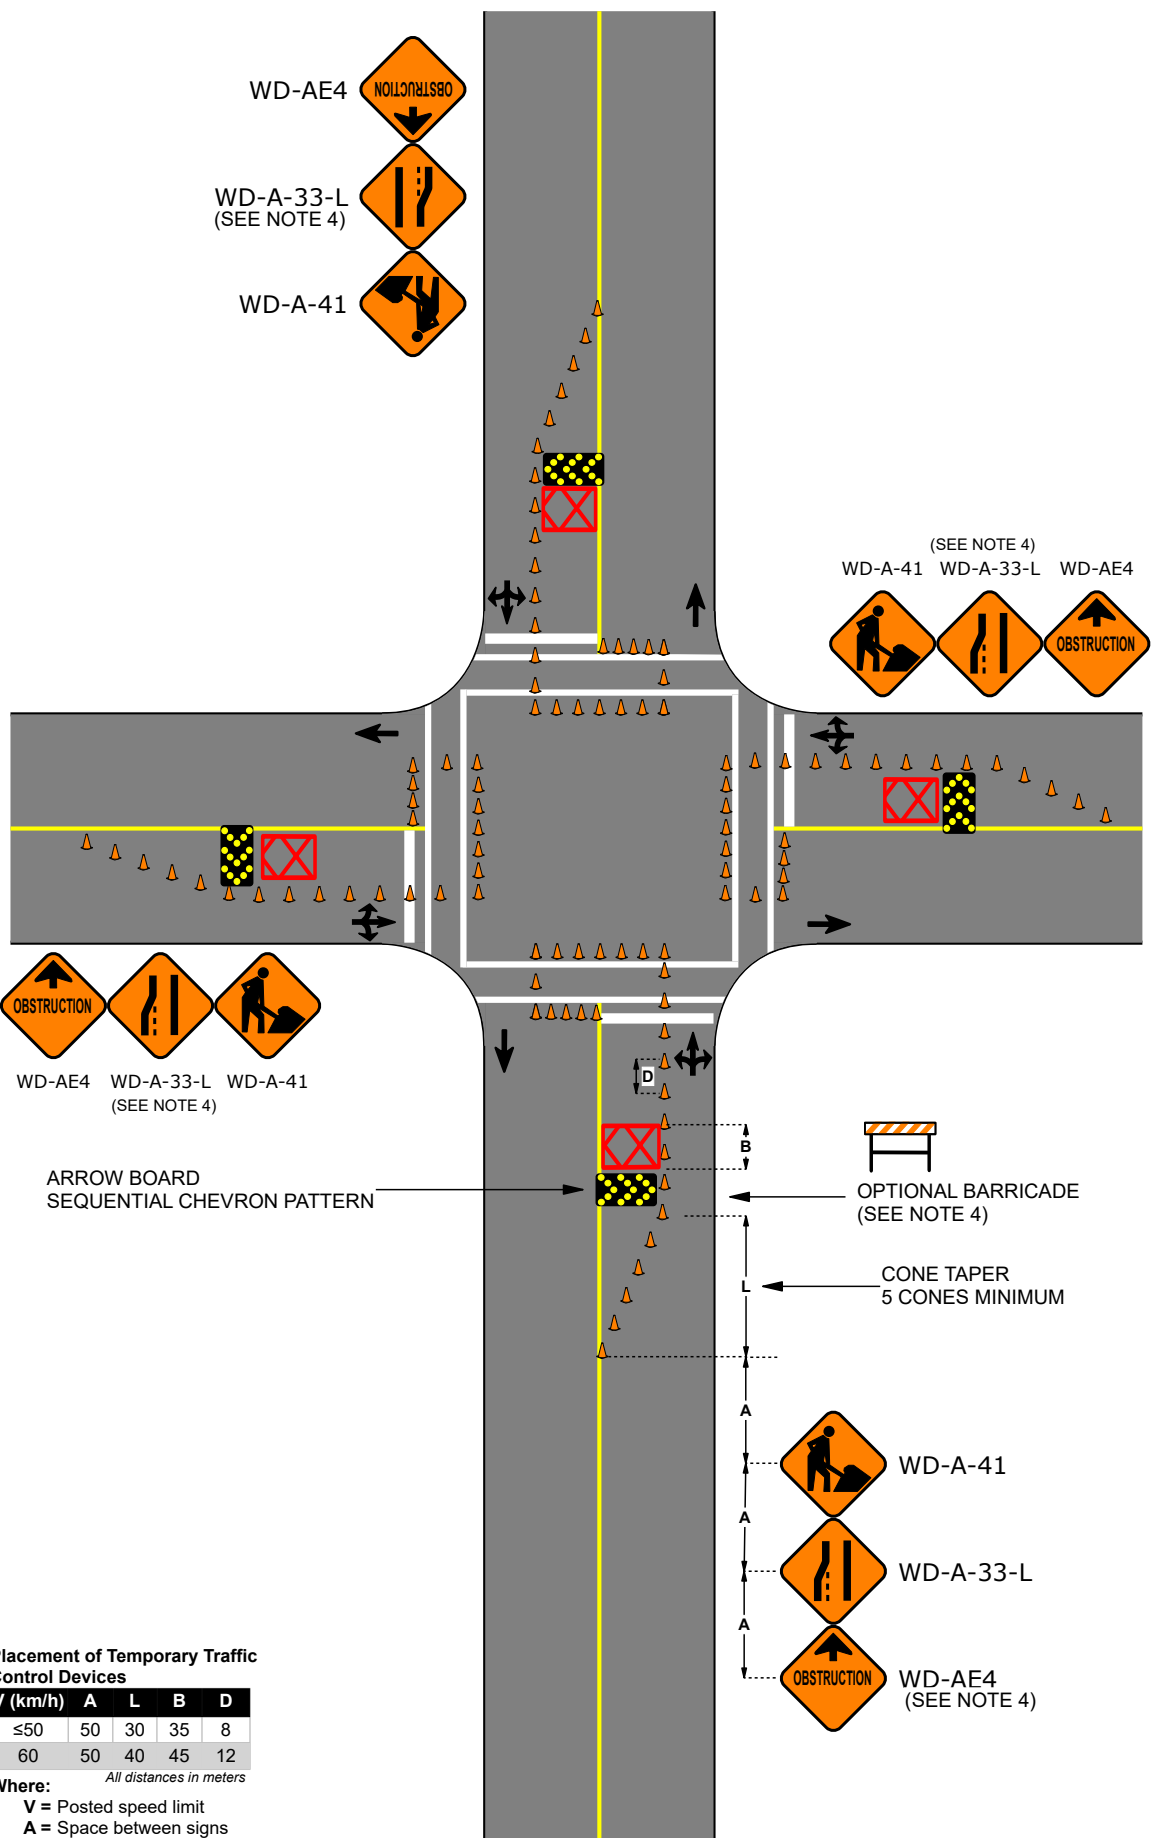 WD-AE4
OBSTRUCTION
WD-A-33-L
(SEE NOTE 4)
WD-A-41
(SEE NOTE 4)
WD-A-41 WD-A-33-L WD-AE4
OBSTRUCTION
OBSTRUCTION
WD-AE4 WD-A-33-L WD-A-41
(SEE NOTE 4)
D
B
ARROW BOARD
SEQUENTIAL CHEVRON PATTERN
OPTIONAL BARRICADE
(SEE NOTE 4)
L
CONE TAPER
5 CONES MINIMUM
A
WD-A-41
A
WD-A-33-L
A
OBSTRUCTION
WD-AE4
(SEE NOTE 4)
lacement of Temporary Traffic
ontrol Devices
(km/h) A L B D
≤50 50 30 35 8
60 50 40 45 12
All distances in meters
here:
V = Posted speed limit
A = Space between signs